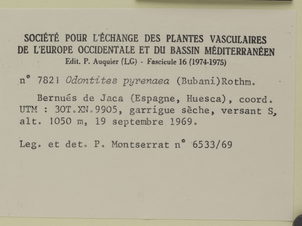 SOCIÉTÉ POUR L'ÉCHANGE DES PLANTES VASCULAIRES
DE L'EUROPE OCCIDENTALE ET DU BASSIN MÉDITERRANÉEN
Edit. P. Auquier (LG) - Fascicule 16 (1974-1975)
n° 7821 Odontites pyrenaea (Bubani)Rothm.
Bernués de Jaca (Espagne, Huesca), coord.
UTM : 30T.XN.9905, garrigue sèche, versant S,
alt. 1050 m, 19 septembre 1969.
Leg. et det. P. Montserrat n° 6533/69